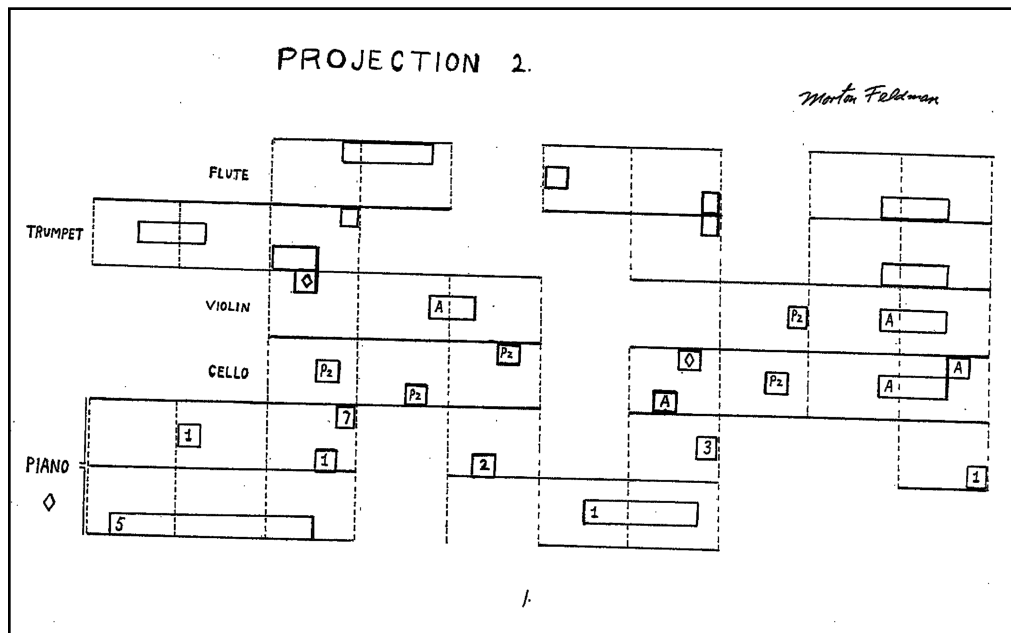 PROJECTION 2.
Morton Feldman
FLUTE
TRUMPET
◊
VIOLIN A P2 A
P2 ◊ A
CELLO P2 P2 A
P2 A
7
1 3
PIANO 1 2 1
◊
1
5
1.